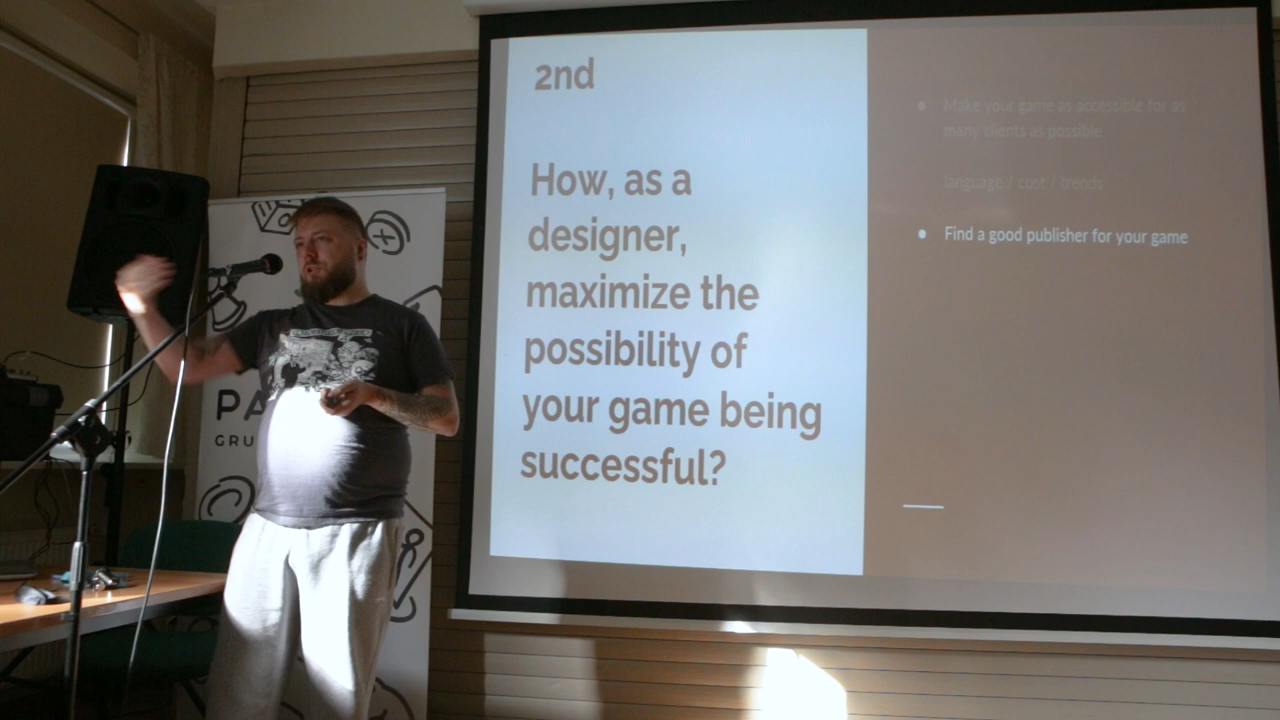 2nd
How, as a
designer,
maximize the
possibility of
your game being
successful?
Make your game as accessible for as
many clients as possible
language / cost / trends
Find a good publisher for your game
PA
GRU